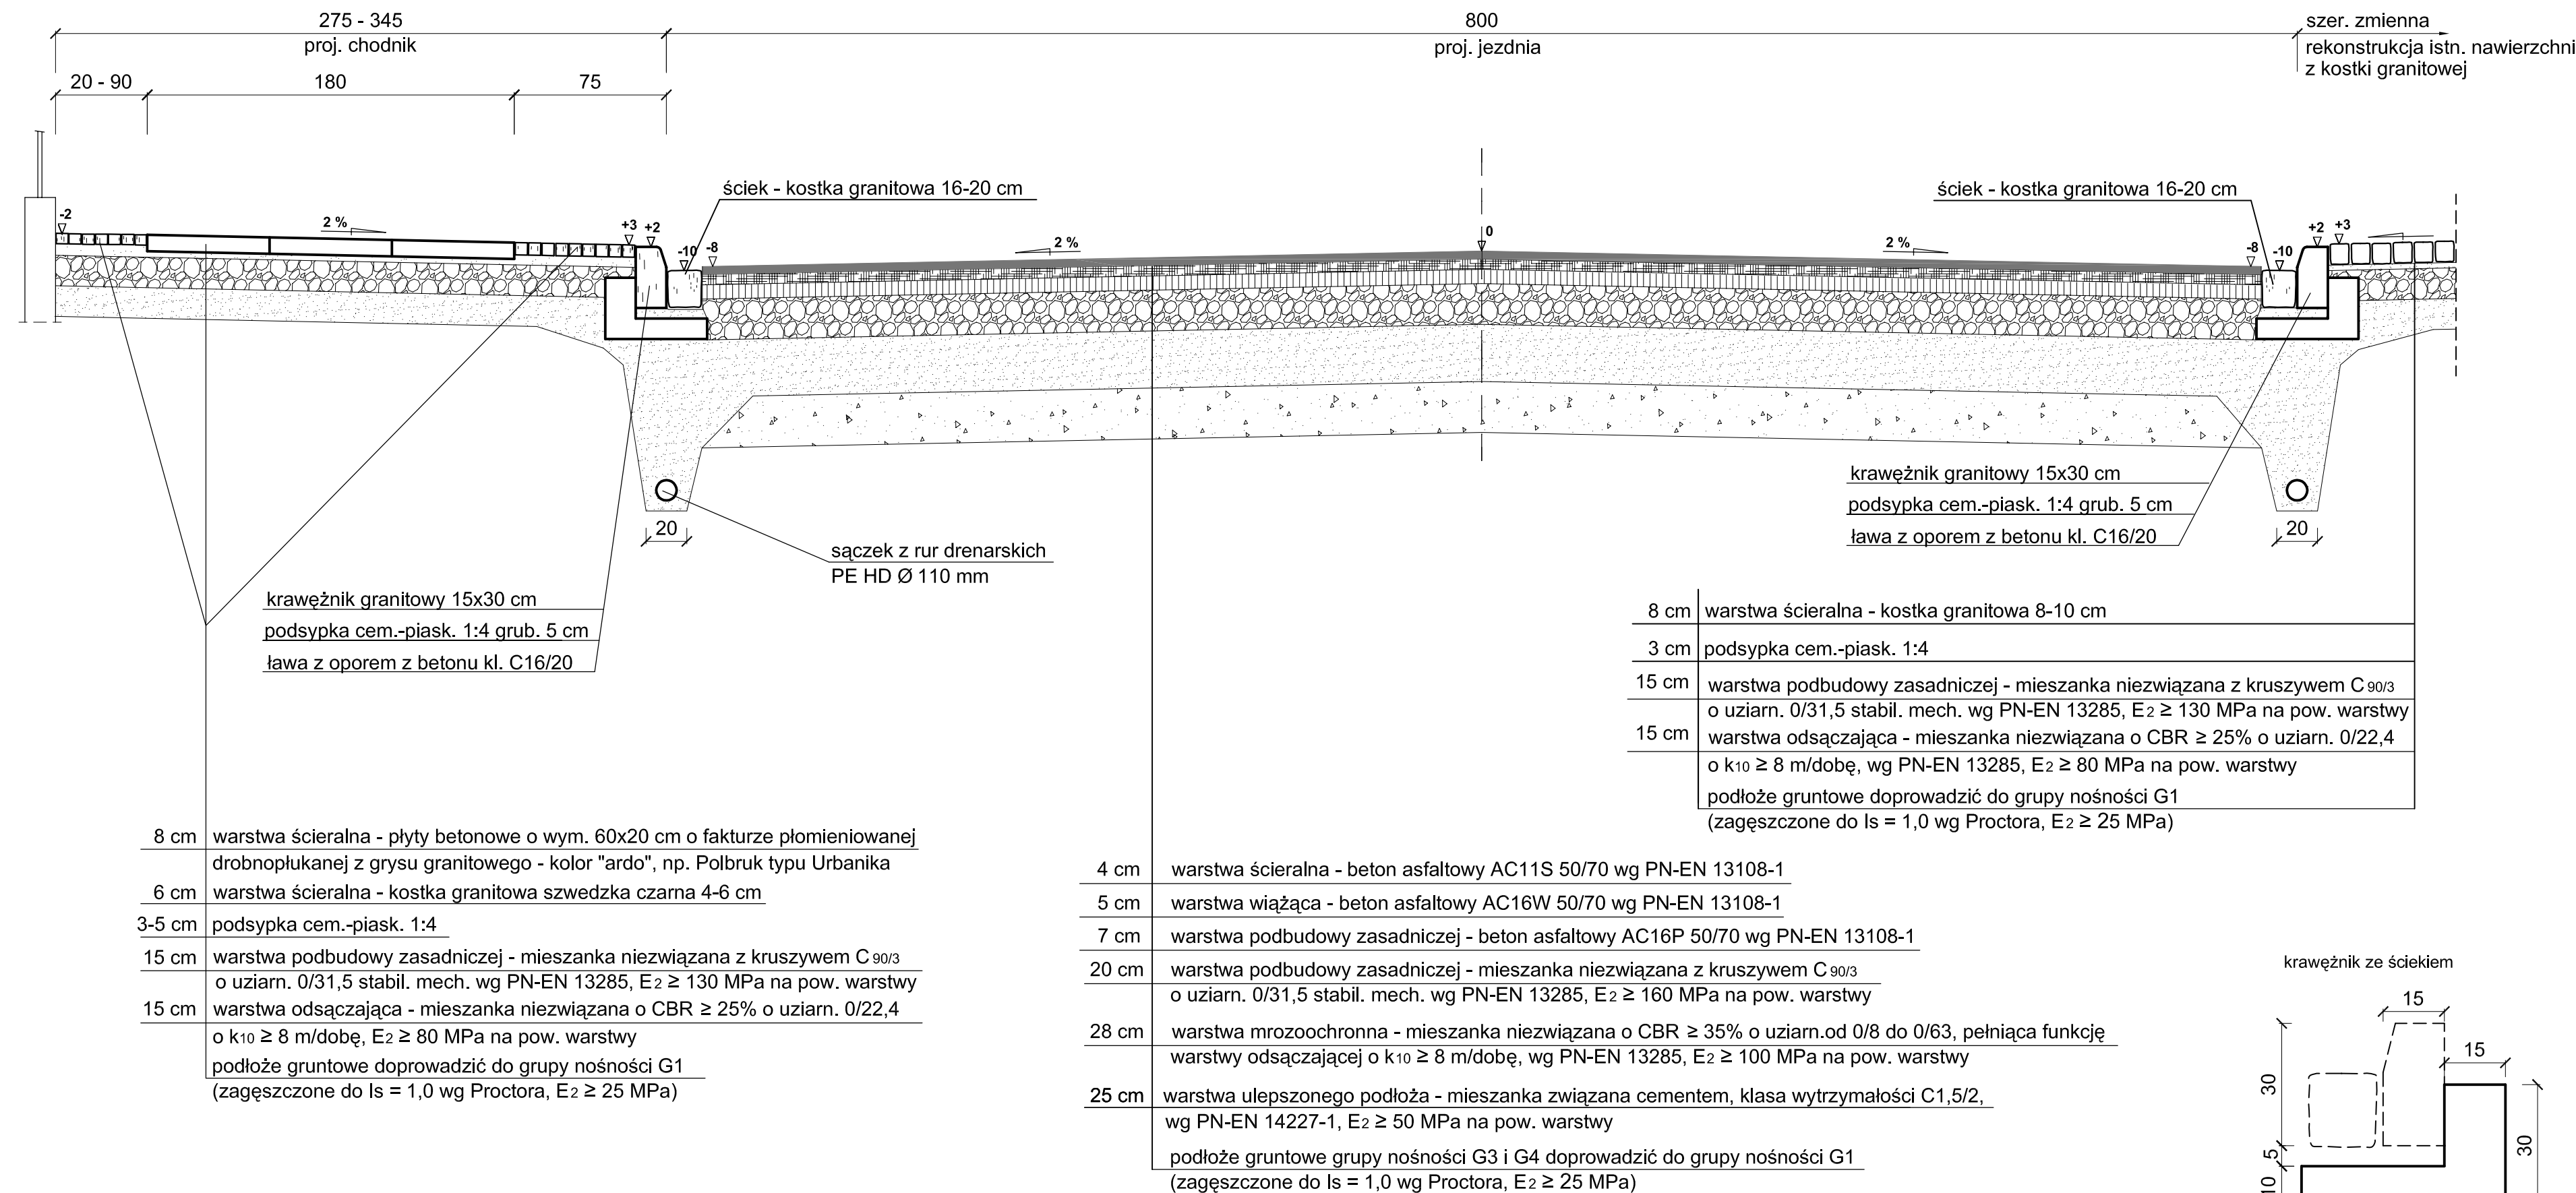 275 - 345
proj. chodnik
800
proj. jezdnia
szer. zmienna
rekonstrukcja istn. nawierzchni
z kostki granitowej
20 - 90
180
75
ściek - kostka granitowa 16-20 cm
ściek - kostka granitowa 16-20 cm
-2
2 %
+3
+2
-10
-8
2 %
0
2 %
-8
-10
+2
+3
20
sączek z rur drenarskich
PE HD Ø 110 mm
krawężnik granitowy 15x30 cm
podsypka cem.-piask. 1:4 grub. 5 cm
ława z oporem z betonu kl. C16/20
20
krawężnik granitowy 15x30 cm
podsypka cem.-piask. 1:4 grub. 5 cm
ława z oporem z betonu kl. C16/20
8 cm warstwa ścieralna - kostka granitowa 8-10 cm
3 cm podsypka cem.-piask. 1:4
15 cm warstwa podbudowy zasadniczej - mieszanka niezwiązana z kruszywem C 90/3
o uziarn. 0/31,5 stabil. mech. wg PN-EN 13285, E2 ≥ 130 MPa na pow. warstwy
15 cm warstwa odsączająca - mieszanka niezwiązana o CBR ≥ 25% o uziarn. 0/22,4
o k10 ≥ 8 m/dobę, wg PN-EN 13285, E2 ≥ 80 MPa na pow. warstwy
podłoże gruntowe doprowadzić do grupy nośności G1
(zagęszczone do Is = 1,0 wg Proctora, E2 ≥ 25 MPa)
8 cm warstwa ścieralna - płyty betonowe o wym. 60x20 cm o fakturze płomieniowanej
drobnopłukanej z grysu granitowego - kolor "ardo", np. Polbruk typu Urbanika
6 cm warstwa ścieralna - kostka granitowa szwedzka czarna 4-6 cm
3-5 cm podsypka cem.-piask. 1:4
15 cm warstwa podbudowy zasadniczej - mieszanka niezwiązana z kruszywem C 90/3
o uziarn. 0/31,5 stabil. mech. wg PN-EN 13285, E2 ≥ 130 MPa na pow. warstwy
15 cm warstwa odsączająca - mieszanka niezwiązana o CBR ≥ 25% o uziarn. 0/22,4
o k10 ≥ 8 m/dobę, E2 ≥ 80 MPa na pow. warstwy
podłoże gruntowe doprowadzić do grupy nośności G1
(zagęszczone do Is = 1,0 wg Proctora, E2 ≥ 25 MPa)
4 cm warstwa ścieralna - beton asfaltowy AC11S 50/70 wg PN-EN 13108-1
5 cm warstwa wiążąca - beton asfaltowy AC16W 50/70 wg PN-EN 13108-1
7 cm warstwa podbudowy zasadniczej - beton asfaltowy AC16P 50/70 wg PN-EN 13108-1
20 cm warstwa podbudowy zasadniczej - mieszanka niezwiązana z kruszywem C 90/3
o uziarn. 0/31,5 stabil. mech. wg PN-EN 13285, E2 ≥ 160 MPa na pow. warstwy
28 cm warstwa mrozoochronna - mieszanka niezwiązana o CBR ≥ 35% o uziarn.od 0/8 do 0/63, pełniąca funkcję
warstwy odsączającej o k10 ≥ 8 m/dobę, wg PN-EN 13285, E2 ≥ 100 MPa na pow. warstwy
25 cm warstwa ulepszonego podłoża - mieszanka związana cementem, klasa wytrzymałości C1,5/2,
wg PN-EN 14227-1, E2 ≥ 50 MPa na pow. warstwy
podłoże gruntowe grupy nośności G3 i G4 doprowadzić do grupy nośności G1
(zagęszczone do Is = 1,0 wg Proctora, E2 ≥ 25 MPa)
krawężnik ze ściekiem
15
15
30
5
10
30